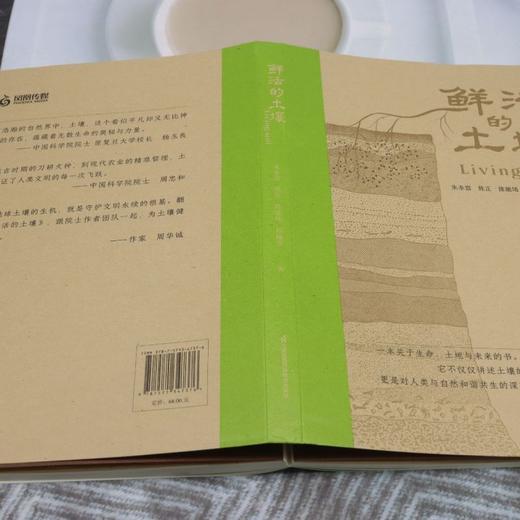 凤凰传媒
浩瀚的自然界中，土壤，这个看似平凡却又无比神
的存在，蕴藏着无数生命的奥秘与力量。
——中国科学院院士 原复旦大学校长 杨玉良
古时期的刀耕火种，到现代农业的精准管理，土
证了人类文明的每一次飞跃。
——中国科学院院士 周忠和
球土壤的生机，就是守护文明永续的根基。翻
活的土壤》，跟院士作者团队一起，为土壤健
——作家 周华诚
定价：68.00元
鲜活的土壤
Living soil
鲜活
的
土壤
Living
一本关于生命、土地与未来的书。
它不仅仅讲述土壤的
更是对人类与自然和谐共生的深